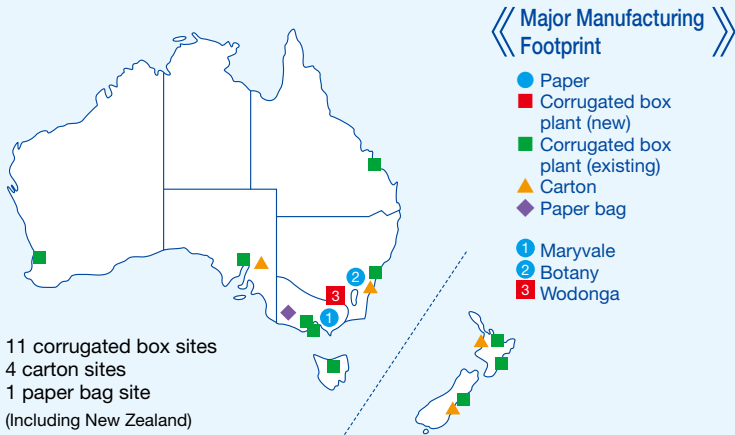 Major Manufacturing
Footprint
Paper
Corrugated box
plant (new)
Corrugated box
plant (existing)
Carton
Paper bag
1 Maryvale
2 Botany
3 Wodonga
2
3
1
11 corrugated box sites
4 carton sites
1 paper bag site
(Including New Zealand)